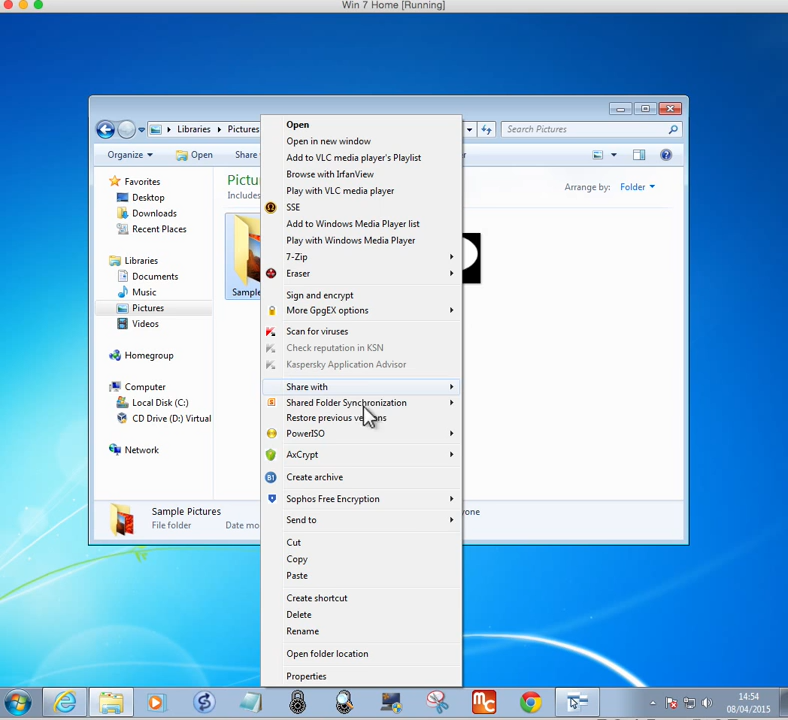 Win 7 Home [Running]
Libraries
Pictures
Search Pictures
Organize
Open
Share
Arrange by: Folder
Includes
Favorites
Desktop
Downloads
Recent Places
Libraries
Documents
Music
Pictures
Videos
Homegroup
Computer
Local Disk (C:)
CD Drive (D:) Virtual
Network
Open
Open in new window
Add to VLC media player's Playlist
Browse with IrfanView
Play with VLC media player
SSE
Add to Windows Media Player list
Play with Windows Media Player
7-Zip
Eraser
Sign and encrypt
More GpgEX options
Scan for viruses
Check reputation in KSN
Kaspersky Application Advisor
Share with
Shared Folder Synchronization
Restore previous
PowerISO
AxCrypt
Create archive
Sophos Free Encryption
Send to
Cut
Copy
Paste
Create shortcut
Delete
Rename
Open folder location
Properties
Sample Pictures
File folder
Date
14:54
08/04/2015